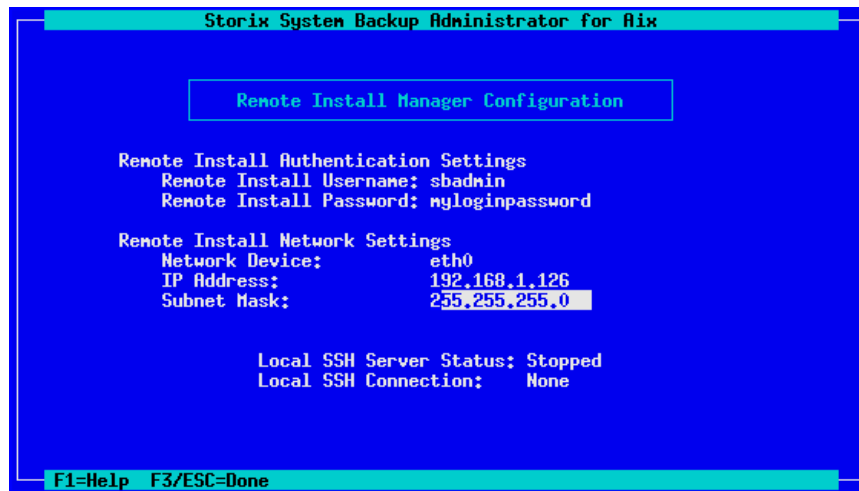 Storix System Backup Administrator for Aix
Remote Install Manager Configuration
Remote Install Authentication Settings
Remote Install Username: sbadmin
Remote Install Password: myloginpassword
Remote Install Network Settings
Network Device: eth0
IP Address: 192.168.1.126
Subnet Mask: 255.255.255.0
Local SSH Server Status: Stopped
Local SSH Connection: None
F1=Help F3/ESC=Done